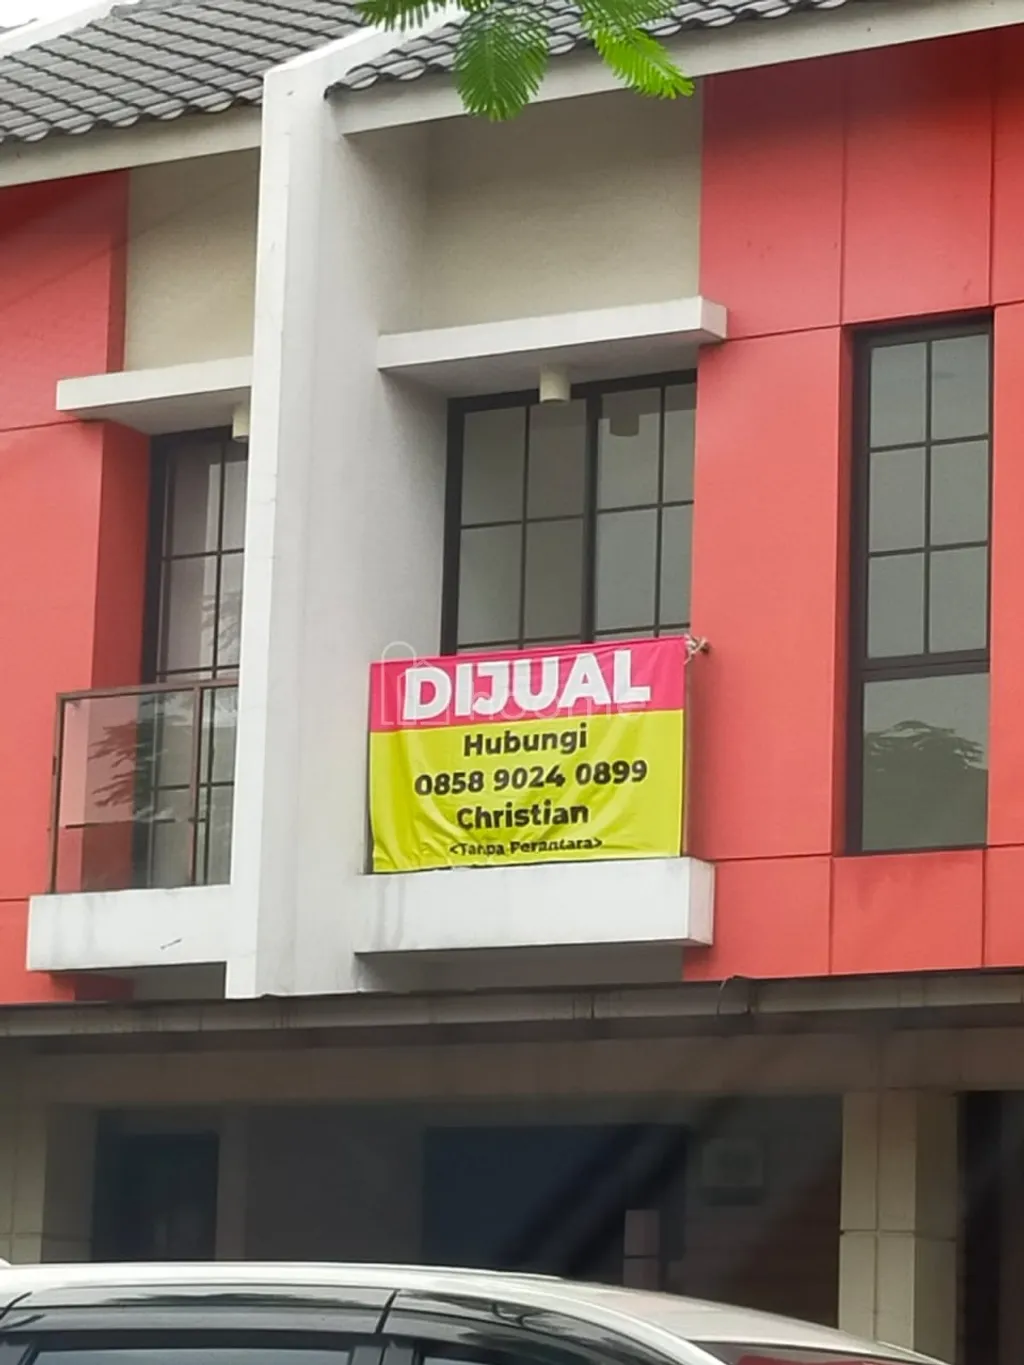 DIJUAL
Hubungi
0858 9024 0899
Christian
<Tanpa Perantara>